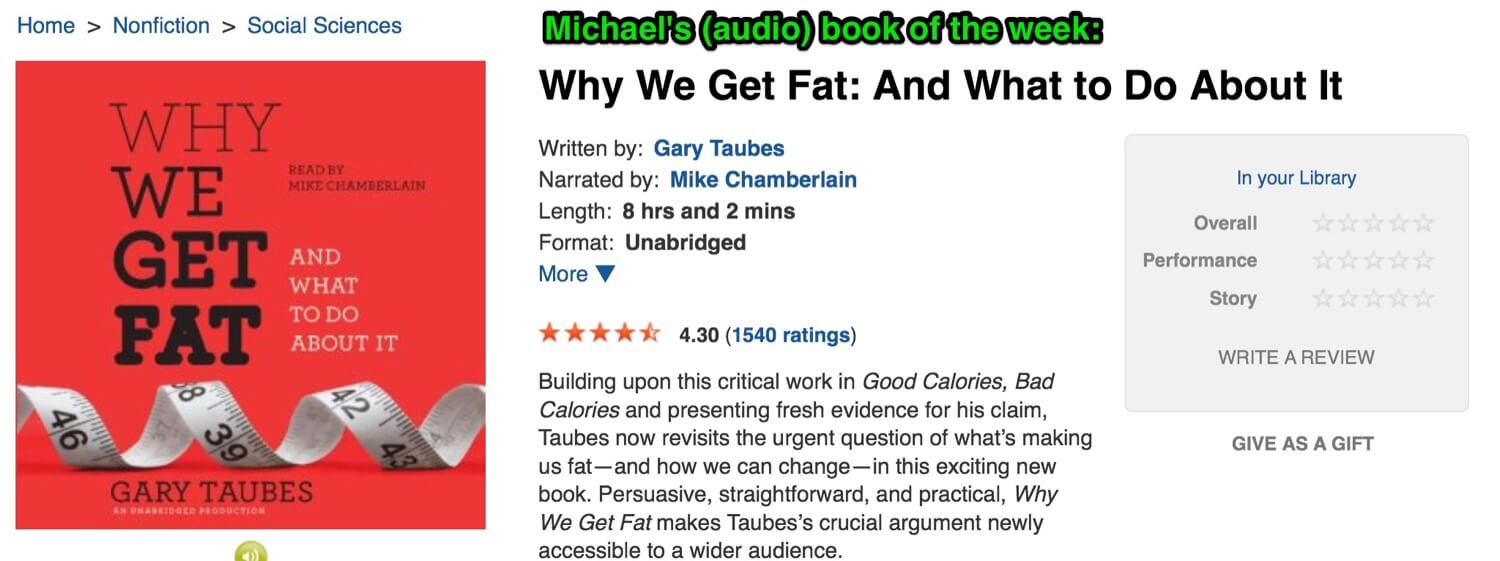 Home > Nonfiction > Social Sciences
WHY
WE
GET
FAT
READ BY
MIKE CHAMBERLAIN
AND
WHAT
TO DO
ABOUT IT
46
38
39
42
43
GARY TAUBES
AN UNABRIDGED PRODUCTION
Michael's (audio) book of the week:
Why We Get Fat: And What to Do About It
Written by: Gary Taubes
Narrated by: Mike Chamberlain
Length: 8 hrs and 2 mins
Format: Unabridged
More
4.30 (1540 ratings)
Building upon this critical work in Good Calories, Bad
Calories and presenting fresh evidence for his claim,
Taubes now revisits the urgent question of what’s making
us fat—and how we can change—in this exciting new
book. Persuasive, straightforward, and practical, Why
We Get Fat makes Taubes’s crucial argument newly
accessible to a wider audience.
In your Library
Overall
Performance
Story
WRITE A REVIEW
GIVE AS A GIFT